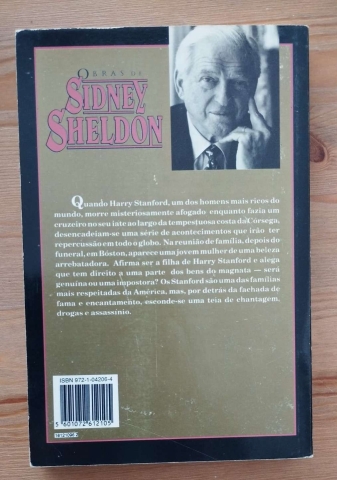 OBRAS DE
SIDNEY
SHELDON
Quando Harry Stanford, um dos homens mais ricos do
mundo, morre misteriosamente afogado enquanto fazia um
cruzeiro no seu iate ao largo da tempestuosa costa da Córsega,
desencadeiam-se uma série de acontecimentos que irão ter
repercussão em todo o globo. Na reunião de família, depois do
funeral, em Bóston, aparece uma jovem mulher de uma beleza
arrebatadora. Afirma ser a filha de Harry Stanford e alega
que tem direito a uma parte dos bens do magnata — será
genuína ou uma impostora? Os Stanford são uma das famílias
mais respeitadas da América, mas, por detrás da fachada de
fama e encantamento, esconde-se uma teia de chantagem,
drogas e assassínio.
ISBN 972-1-04206-4
5 601072 612105